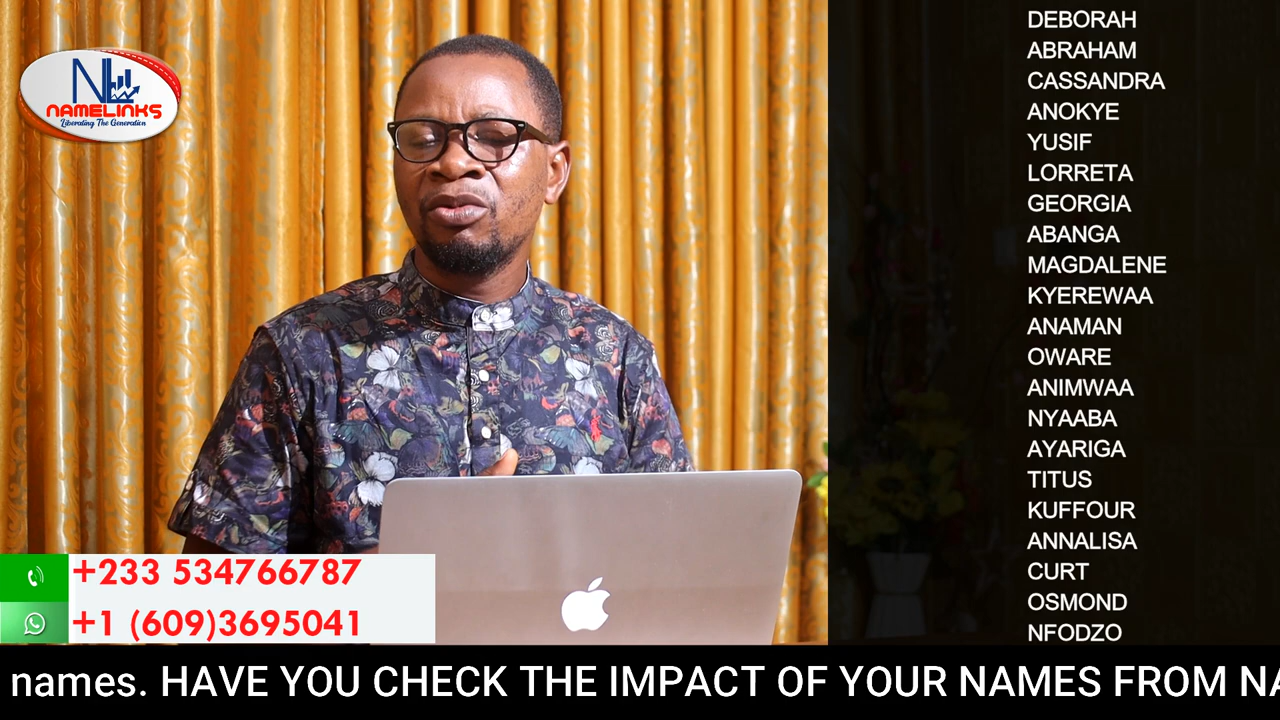 NL
NAMELINKS
Liberating The Generation
DEBORAH
ABRAHAM
CASSANDRA
ANOKYE
YUSIF
LORRETA
GEORGIA
ABANGA
MAGDALENE
KYEREWAA
ANAMAN
OWARE
ANIMWAA
NYAABA
AYARIGA
TITUS
KUFFOUR
ANNALISA
CURT
OSMOND
NFODZO
+233 534766787
+1 (609)3695041
names. HAVE YOU CHECK THE IMPACT OF YOUR NAMES FROM NA